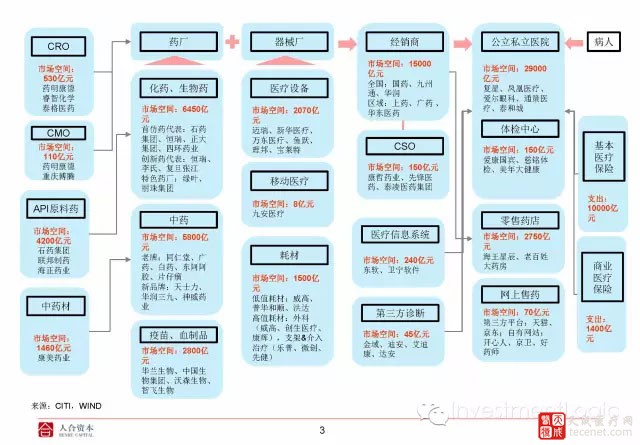 CRO
市场空间：
530亿元
药明康德
睿智化学
泰格医药
CMO
市场空间：
110亿元
药明康德
重庆博腾
API原料药
市场空间：
4200亿元
石药集团
联邦制药
海正药业
中药材
市场空间：
1460亿元
康美药业
药厂
化药、生物药
市场空间：6450亿元
首仿药代表：石药
集团、恒瑞、正大
集团、四环药业
创新药代表：恒瑞、
李氏、复旦张江
特色药厂：绿叶、
丽珠集团
中药
市场空间：5800亿元
老牌：同仁堂、广
药、白药、东阿阿
胶、片仔癀
新品牌：天士力、
华润三九、神威药业
疫苗、血制品
市场空间：2800亿元
华兰生物、中国生
物集团、沃森生物、
智飞生物
器械厂
医疗设备
市场空间：2070亿
元
迈瑞、新华医疗、
万东医疗、鱼跃、
理邦、宝莱特
移动医疗
市场空间：8亿元
九安医疗
耗材
市场空间：1500亿
元
低值耗材：威高、
普华和顺、洪达
高值耗材：外科
（威高、创生医疗、
康辉），支架&介入
治疗（乐普、微创、
先健）
经销商
市场空间：15000
亿元
全国：国药、九州
通、华润
区域：上药、广药、
华东医药
CSO
市场空间：150亿元
康哲药业、先锋医
药、泰凌医药集团
医疗信息系统
市场空间：240亿元
东软、卫宁软件
第三方诊断
市场空间：45亿元
金域、迪安、艾迪
康、达安
公立私立医院
市场空间：29000
亿元
复星、凤凰医疗、
爱尔眼科、通策医
疗、泰和诚
体检中心
市场空间：150亿元
爱康国宾、慈铭体
检、美年大健康
零售药店
市场空间：2750亿
元
海王星辰、老百姓
大药房
网上售药
市场空间：70亿元
第三方平台：天猫、
京东；自有网站：
开心人、京卫、好
药师
病人
基本
医疗
保险
支出：
10000亿元
商业
医疗
保险
支出：
1400亿元
来源：CITI、WIND
人合资本
HENRY CAPITAL
3
InvestmentLogic
火诚医疗网
tecenet.com